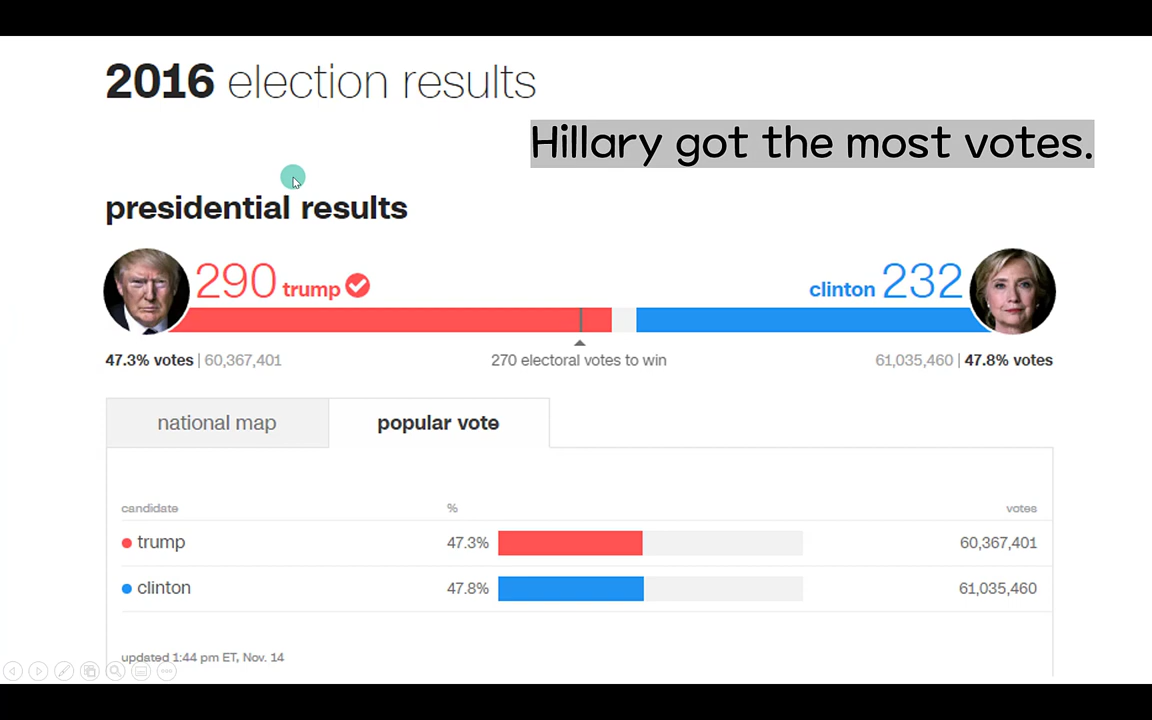 2016 election results
Hillary got the most votes.
presidential results
290 trump
clinton 232
47.3% votes | 60,367,401
270 electoral votes to win
61,035,460 | 47.8% votes
national map
popular vote
candidate % votes
trump 47.3% 60,367,401
clinton 47.8% 61,035,460
updated 1:44 pm ET, Nov. 14